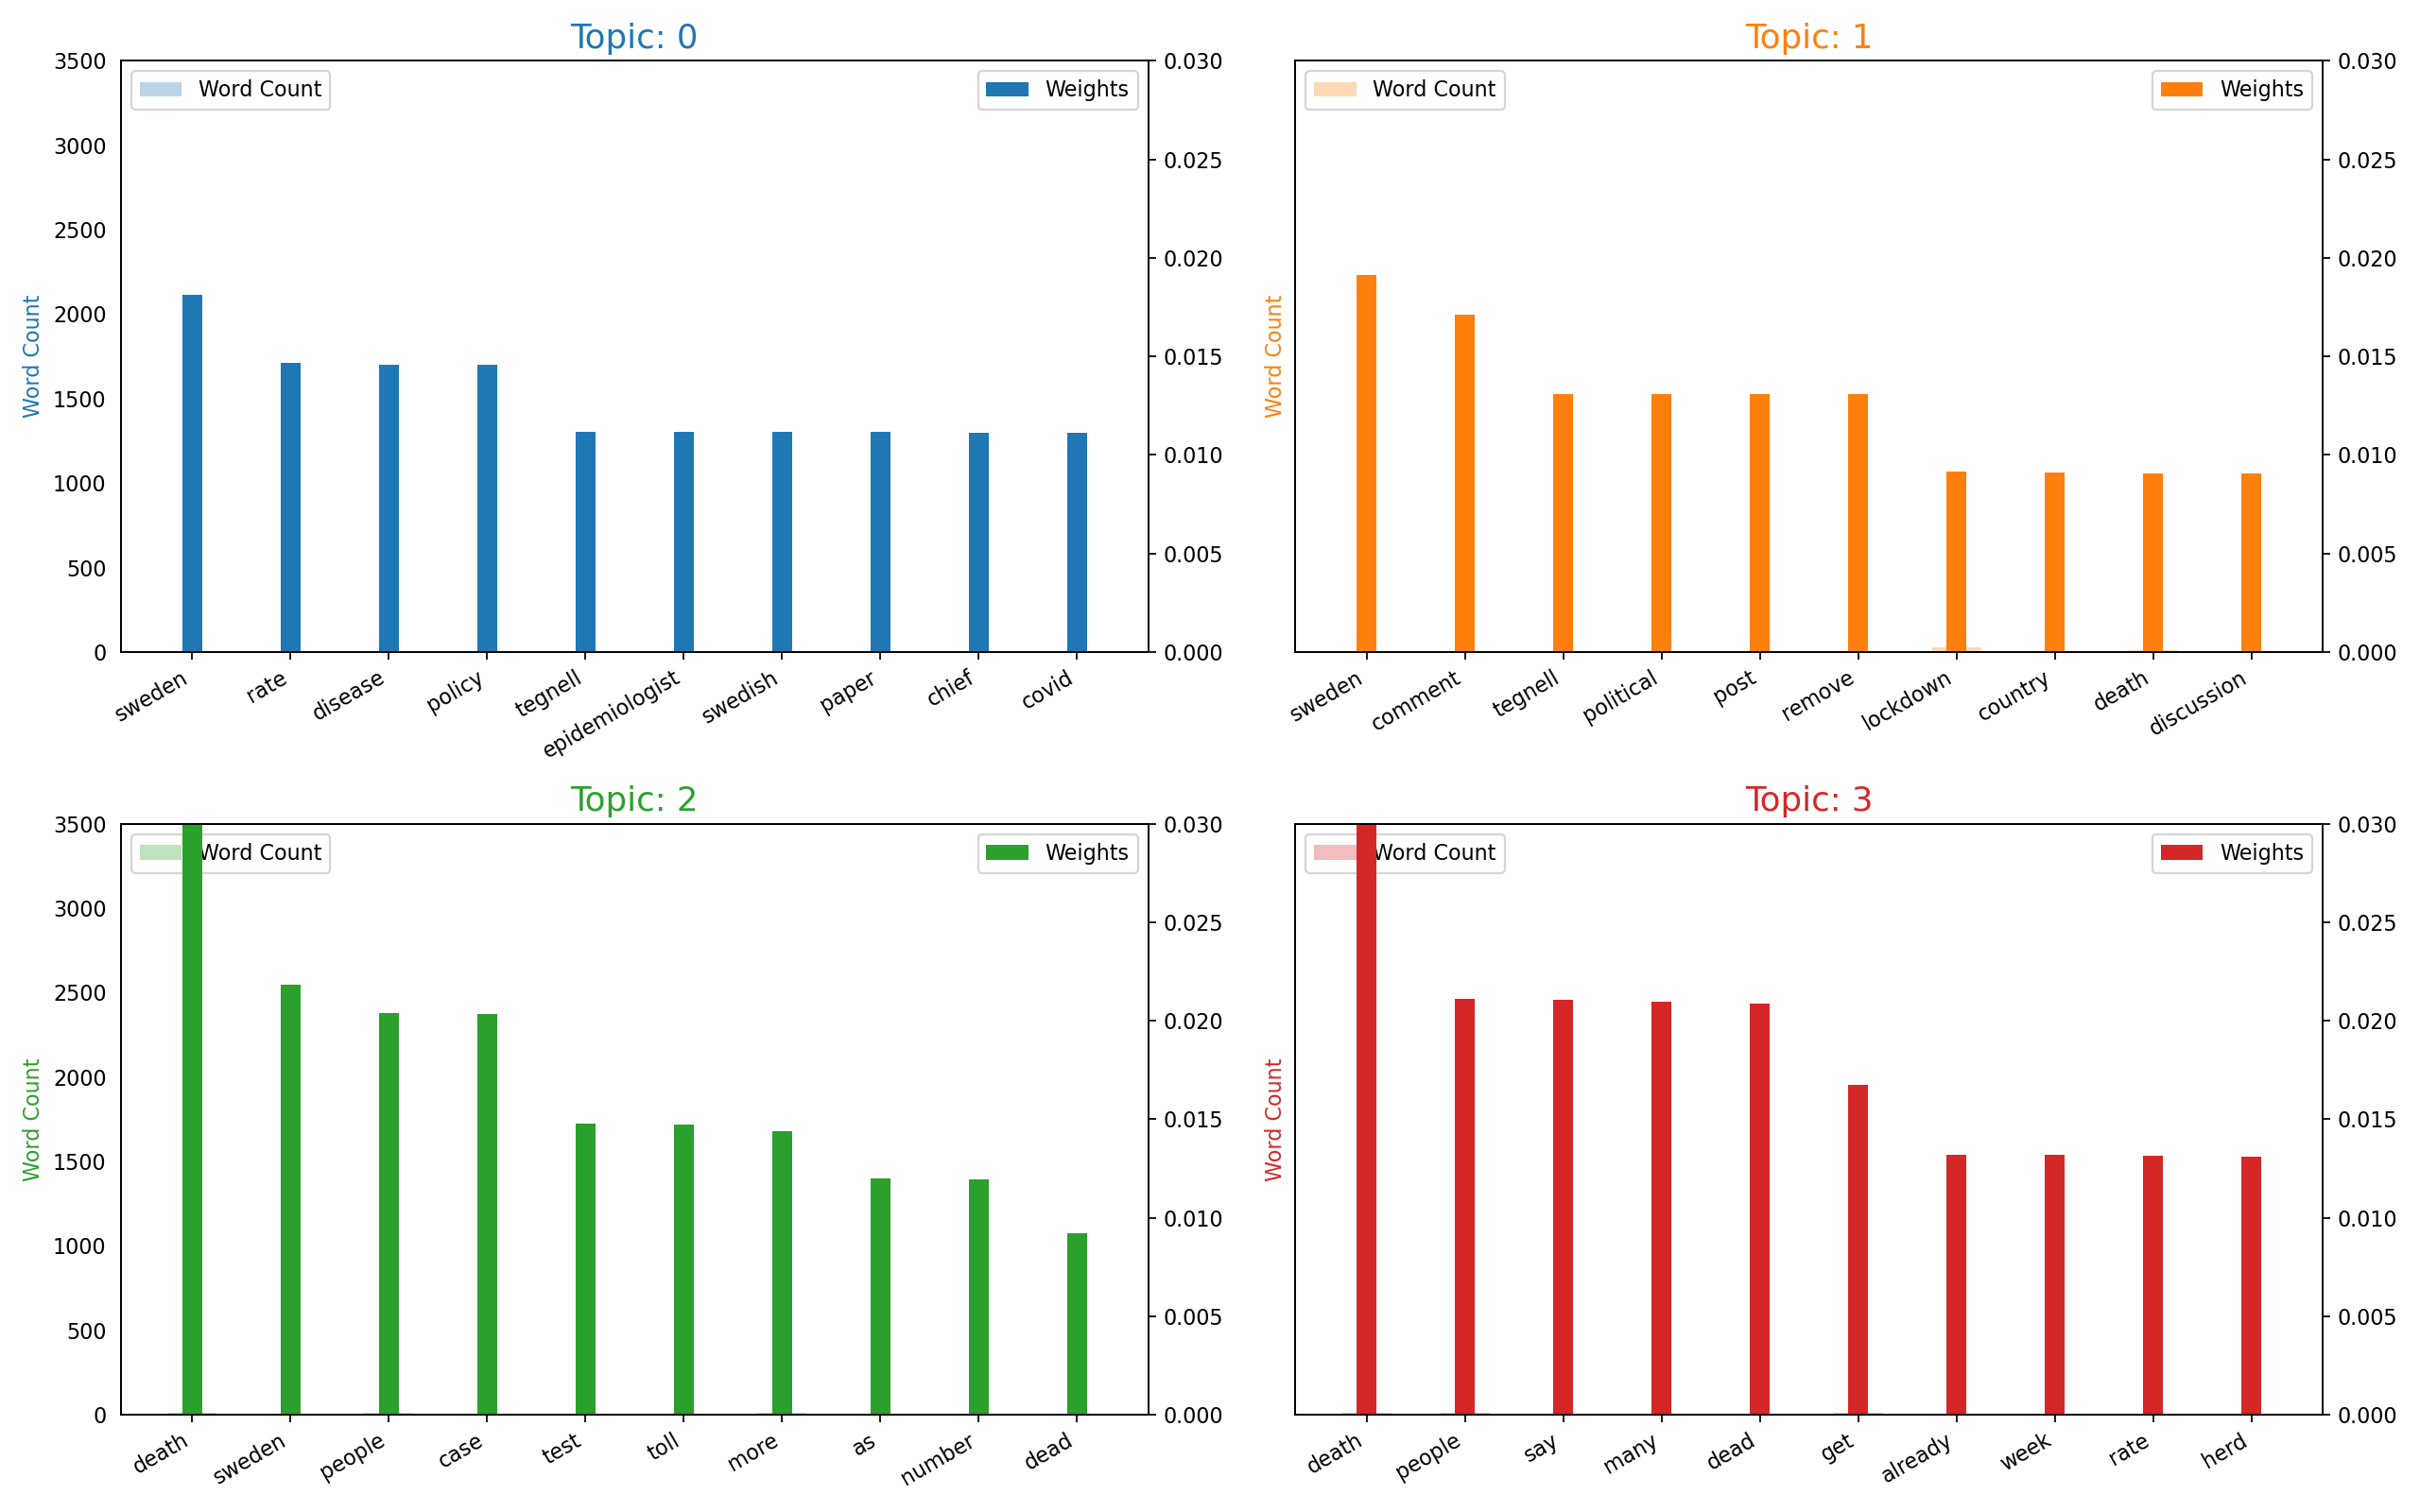 Topic: 0
3500
3000
2500
2000
1500
1000
500
0
Word Count
Word Count
Weights
0.030
0.025
0.020
0.015
0.010
0.005
0.000
sweden
rate
disease
policy
tegnell
epidemiologist
swedish
paper
chief
covid
Topic: 1
Word Count
Word Count
Weights
0.030
0.025
0.020
0.015
0.010
0.005
0.000
sweden
comment
tegnell
political
post
remove
lockdown
country
death
discussion
Topic: 2
3500
3000
2500
2000
1500
1000
500
0
Word Count
Word Count
Weights
0.030
0.025
0.020
0.015
0.010
0.005
0.000
death
sweden
people
case
test
toll
more
as
number
dead
Topic: 3
Word Count
Word Count
Weights
0.030
0.025
0.020
0.015
0.010
0.005
0.000
death
people
say
many
dead
get
already
week
rate
herd